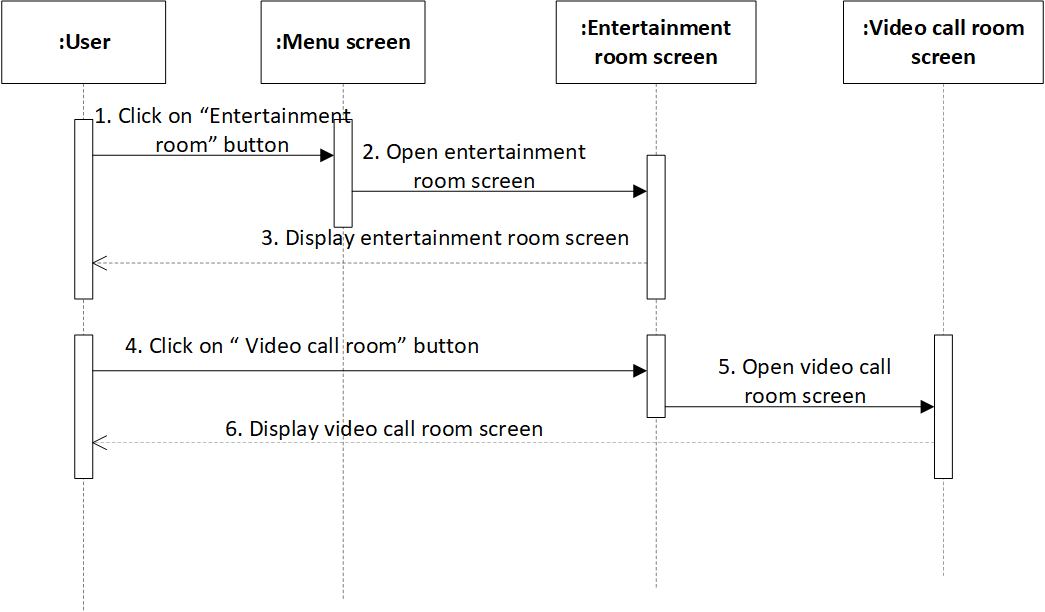 :User
:Menu screen
:Entertainment
room screen
:Video call room
screen
1. Click on “Entertainment
room” button
2. Open entertainment
room screen
3. Display entertainment room screen
4. Click on “ Video call room” button
5. Open video call
room screen
6. Display video call room screen